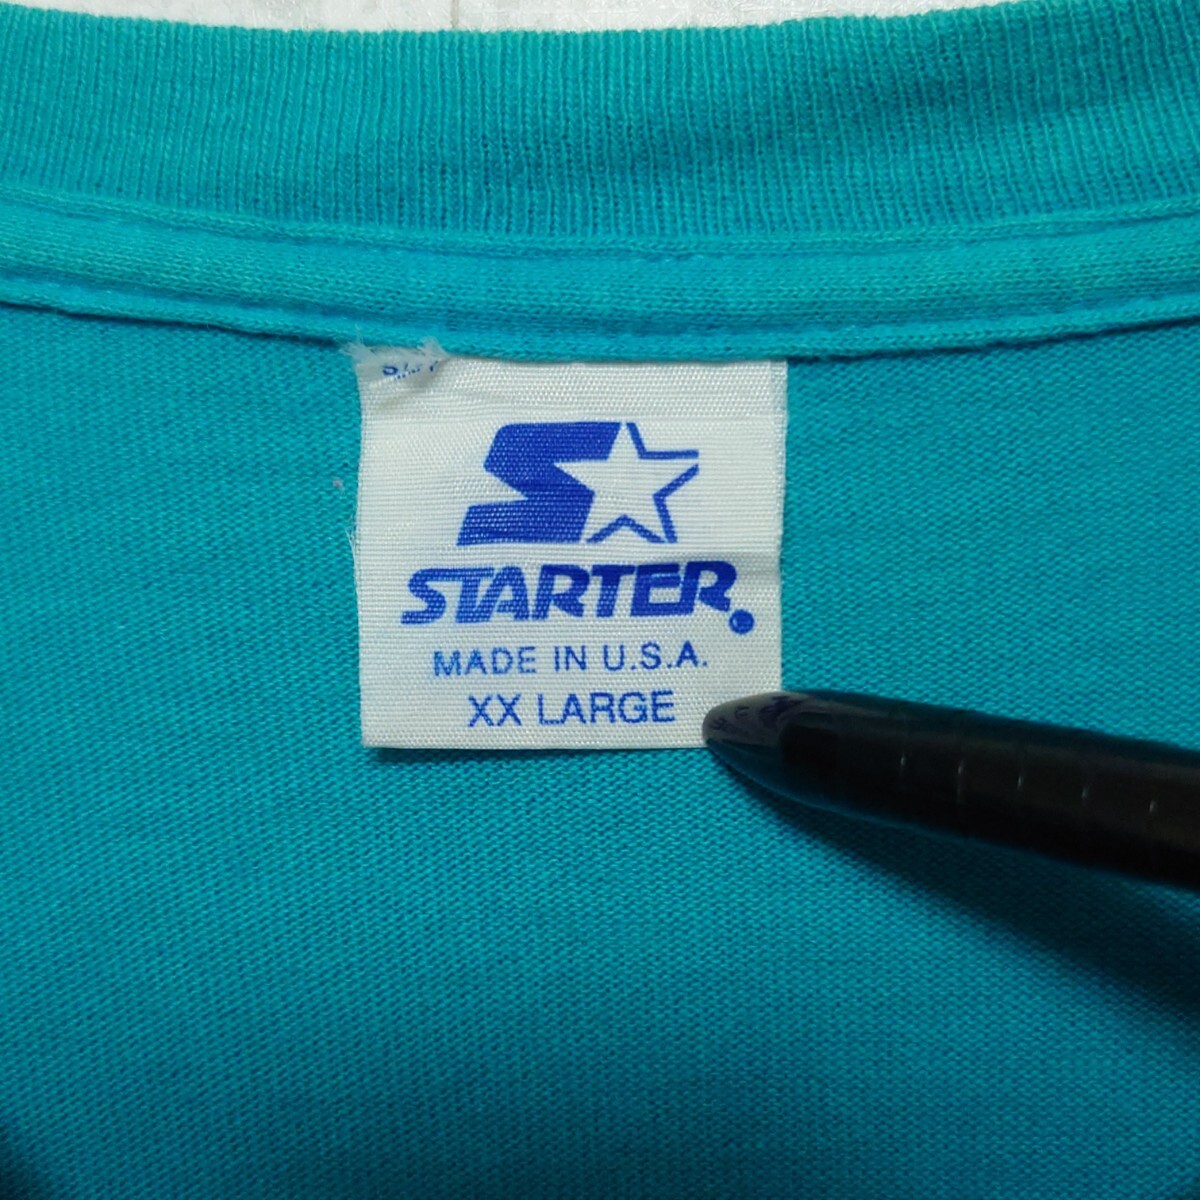 STARTER
MADE IN U.S.A.
XX LARGE